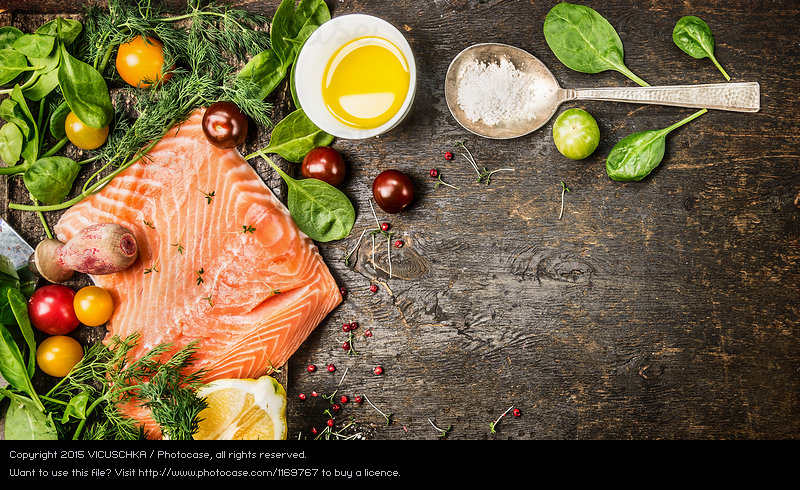 Copyright 2015 VICUSCHKA / Photocase, all rights reserved.
Want to use this file? Visit http://www.photocase.com/1169767 to buy a licence.